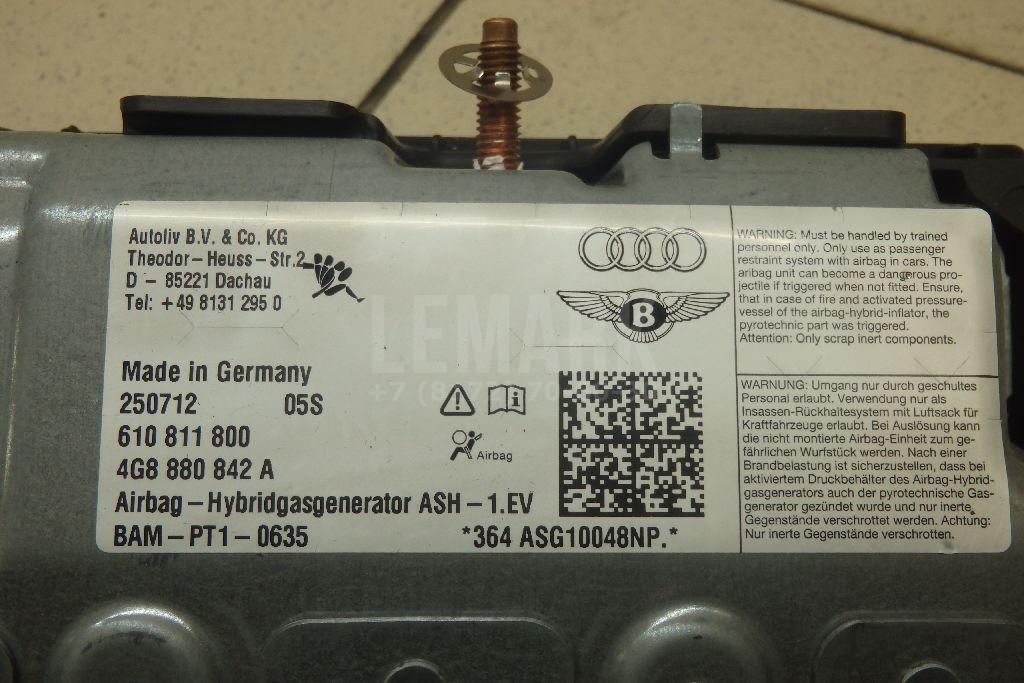 Autoliv B.V. & Co. KG
Theodor-Heuss-Str.2
D - 85221 Dachau
Tel: +49 8131 295 0
B
Made in Germany
250712 05S
610 811 800
4G8 880 842 A
Airbag
Airbag-Hybridgasgenerator ASH-1.EV
BAM-PT1-0635 *364 ASG10048NP.*
WARNING: Must be handled by trained
personnel only. Only use as passenger
restraint system with airbag in cars. The
aribag unit can become a dangerous pro-
jectile if triggered when not fitted. Ensure,
that in case of fire and activated pressure-
vessel of the airbag-hybrid-inflator, the
pyrotechnic part was triggered.
Attention: Only scrap inert components.
WARNUNG: Umgang nur durch geschultes
Personal erlaubt. Verwendung nur als
Insassen-Rückhaltesystem mit Luftsack für
Kraftfahrzeuge erlaubt. Bei Auslösung kann
die nicht montierte Airbag-Einheit zum ge-
fährlichen Wurfstück werden. Nach einer
Brandbelastung ist sicherzustellen, dass bei
aktiviertem Druckbehälter des Airbag-Hybrid-
gasgenerators auch der pyrotechnische Gas-
generator gezündet wurde und nur inerte
Gegenstände verschrottet werden. Achtung:
Nur inerte Gegenstände verschrotten.
LEMARK